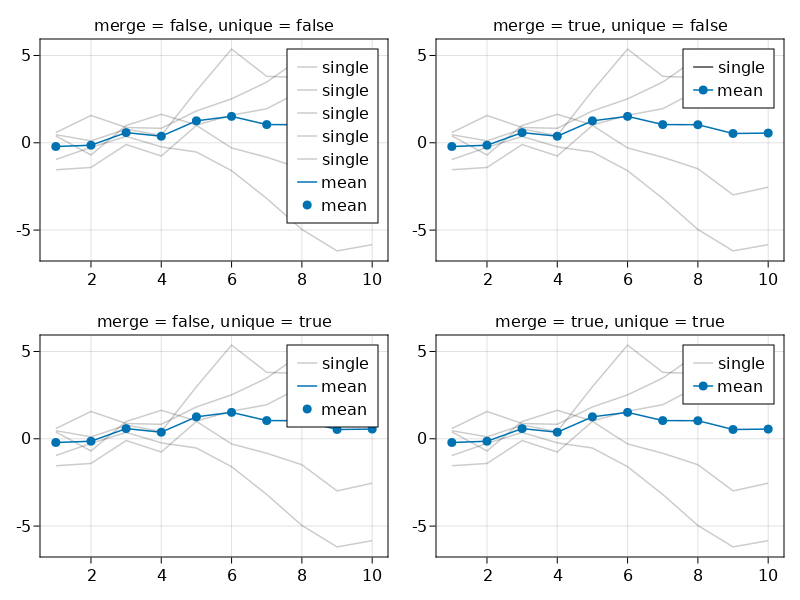 merge = false, unique = false
5
0
-5
2
4
6
8
10
single
single
single
single
single
mean
mean
merge = true, unique = false
5
0
-5
2
4
6
8
10
single
mean
merge = false, unique = true
5
0
-5
2
4
6
8
10
single
mean
mean
merge = true, unique = true
5
0
-5
2
4
6
8
10
single
mean